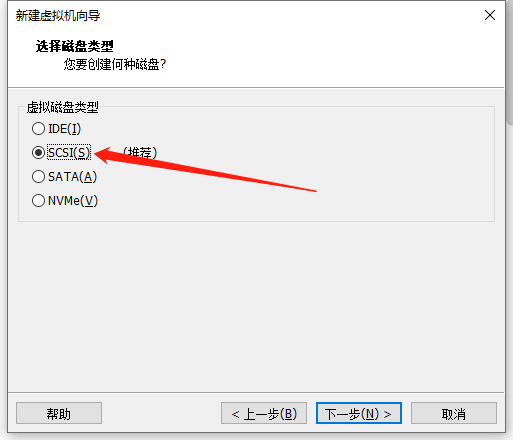 新建虚拟机向导
选择磁盘类型
您要创建何种磁盘?
虚拟磁盘类型
IDE(I)
SCSI(S) (推荐)
SATA(A)
NVMe(V)
帮助 < 上一步(B) 下一步(N) > 取消